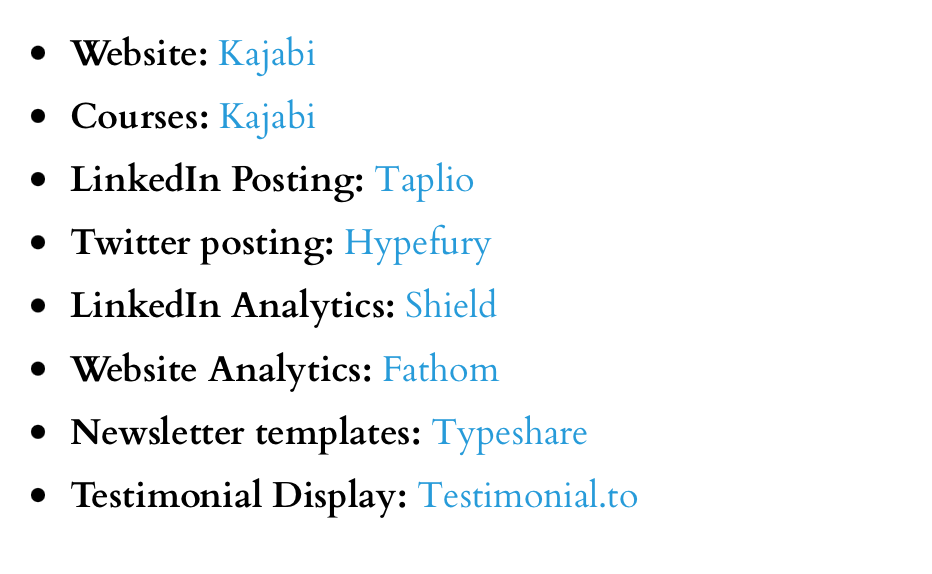 • Website: Kajabi
• Courses: Kajabi
• LinkedIn Posting: Taplio
• Twitter posting: Hypefury
• LinkedIn Analytics: Shield
• Website Analytics: Fathom
• Newsletter templates: Typeshare
• Testimonial Display: Testimonial.to